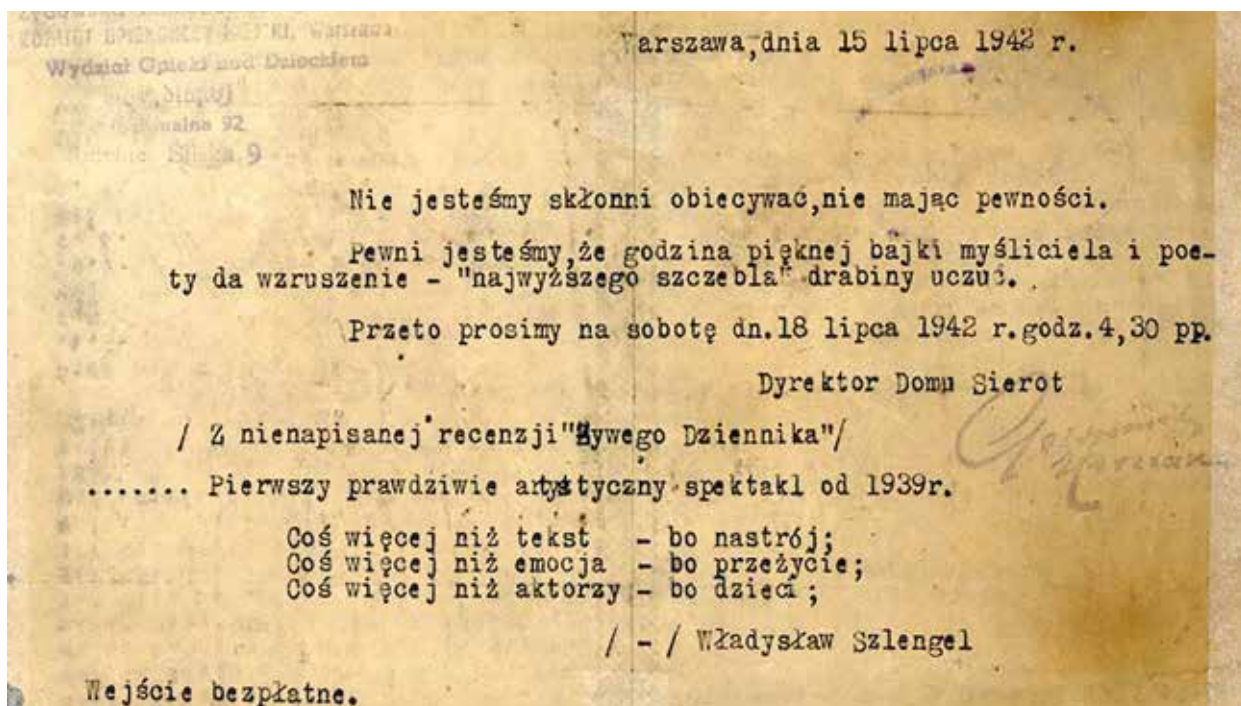 Wydział Opieki nad Dzieckiem
92
Śliska 9
Warszawa,dnia 15 lipca 1942 r.
Nie jesteśmy skłonni obiecywać,nie mając pewności.
Pewni jesteśmy,że godzina pięknej bajki myśliciela i poe-
ty da wzruszenie - "najwyższego szczebla" drabiny uczuć.
Przeto prosimy na sobotę dn.18 lipca 1942 r.godz.4,30 pp.
Dyrektor Domu Sierot
/ Z nienapisanej recenzji"Żywego Dziennika"/
....... Pierwszy prawdziwie artystyczny spektakl od 1939r.
Coś więcej niż tekst - bo nastrój;
Coś więcej niż emocja - bo przeżycie;
Coś więcej niż aktorzy - bo dzieci;
/ - / Władysław Szlengel
Wejście bezpłatne.